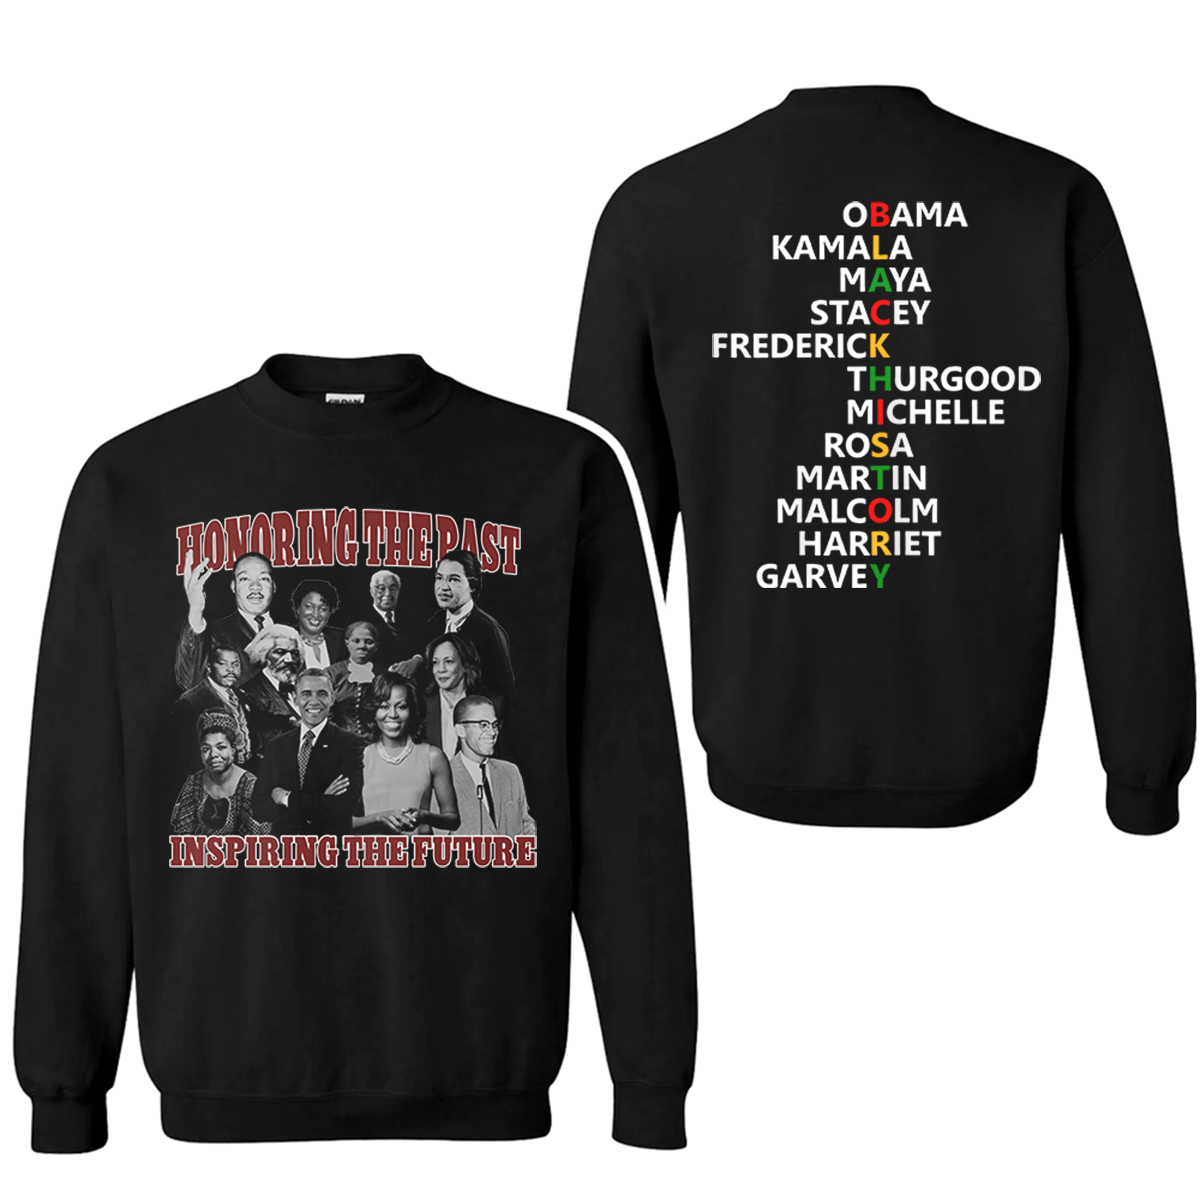 HONORING THE PAST
INSPIRING THE FUTURE
OBAMA
KAMALA
MAYA
STACEY
FREDERICK
THURGOOD
MICHELLE
ROSA
MARTIN
MALCOLM
HARRIET
GARVEY